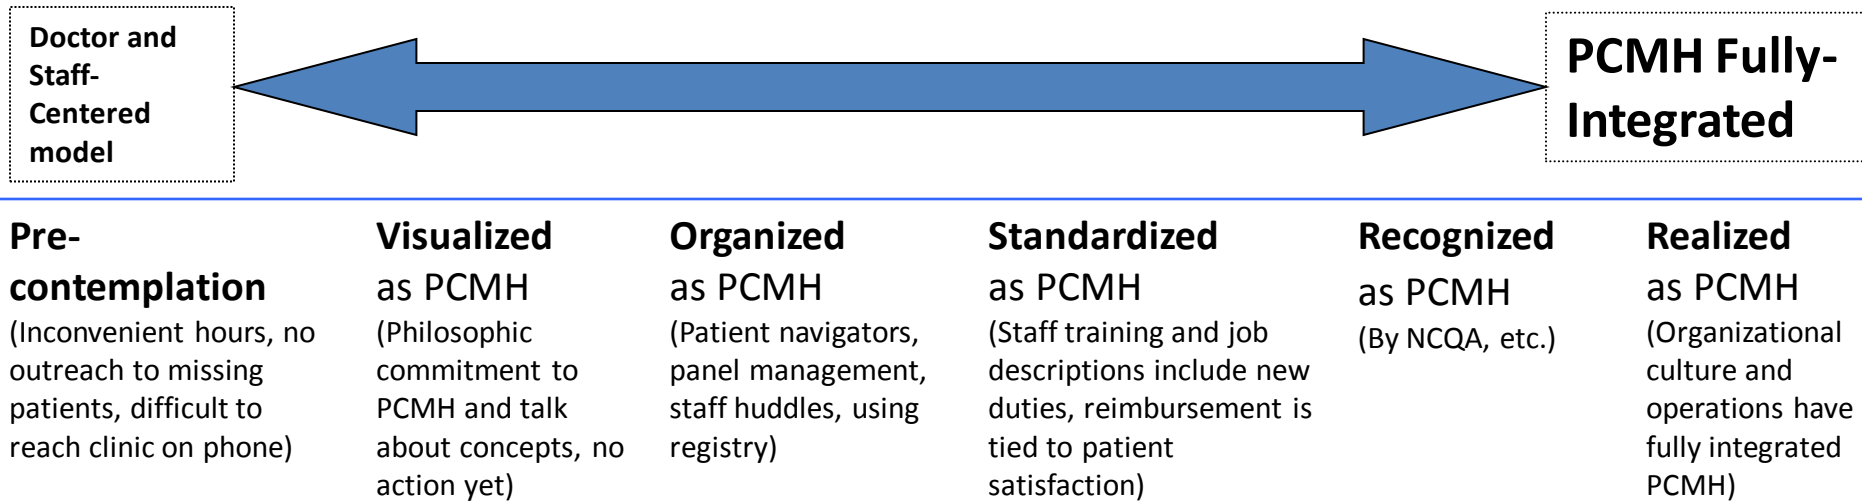 Doctor and
Staff-
Centered
model
PCMH Fully-
Integrated
Pre-
contemplation
(Inconvenient hours, no
outreach to missing
patients, difficult to
reach clinic on phone)
Visualized
as PCMH
(Philosophic
commitment to
PCMH and talk
about concepts, no
action yet)
Organized
as PCMH
(Patient navigators,
panel management,
staff huddles, using
registry)
Standardized
as PCMH
(Staff training and job
descriptions include new
duties, reimbursement is
tied to patient
satisfaction)
Recognized
as PCMH
(By NCQA, etc.)
Realized
as PCMH
(Organizational
culture and
operations have
fully integrated
PCMH)